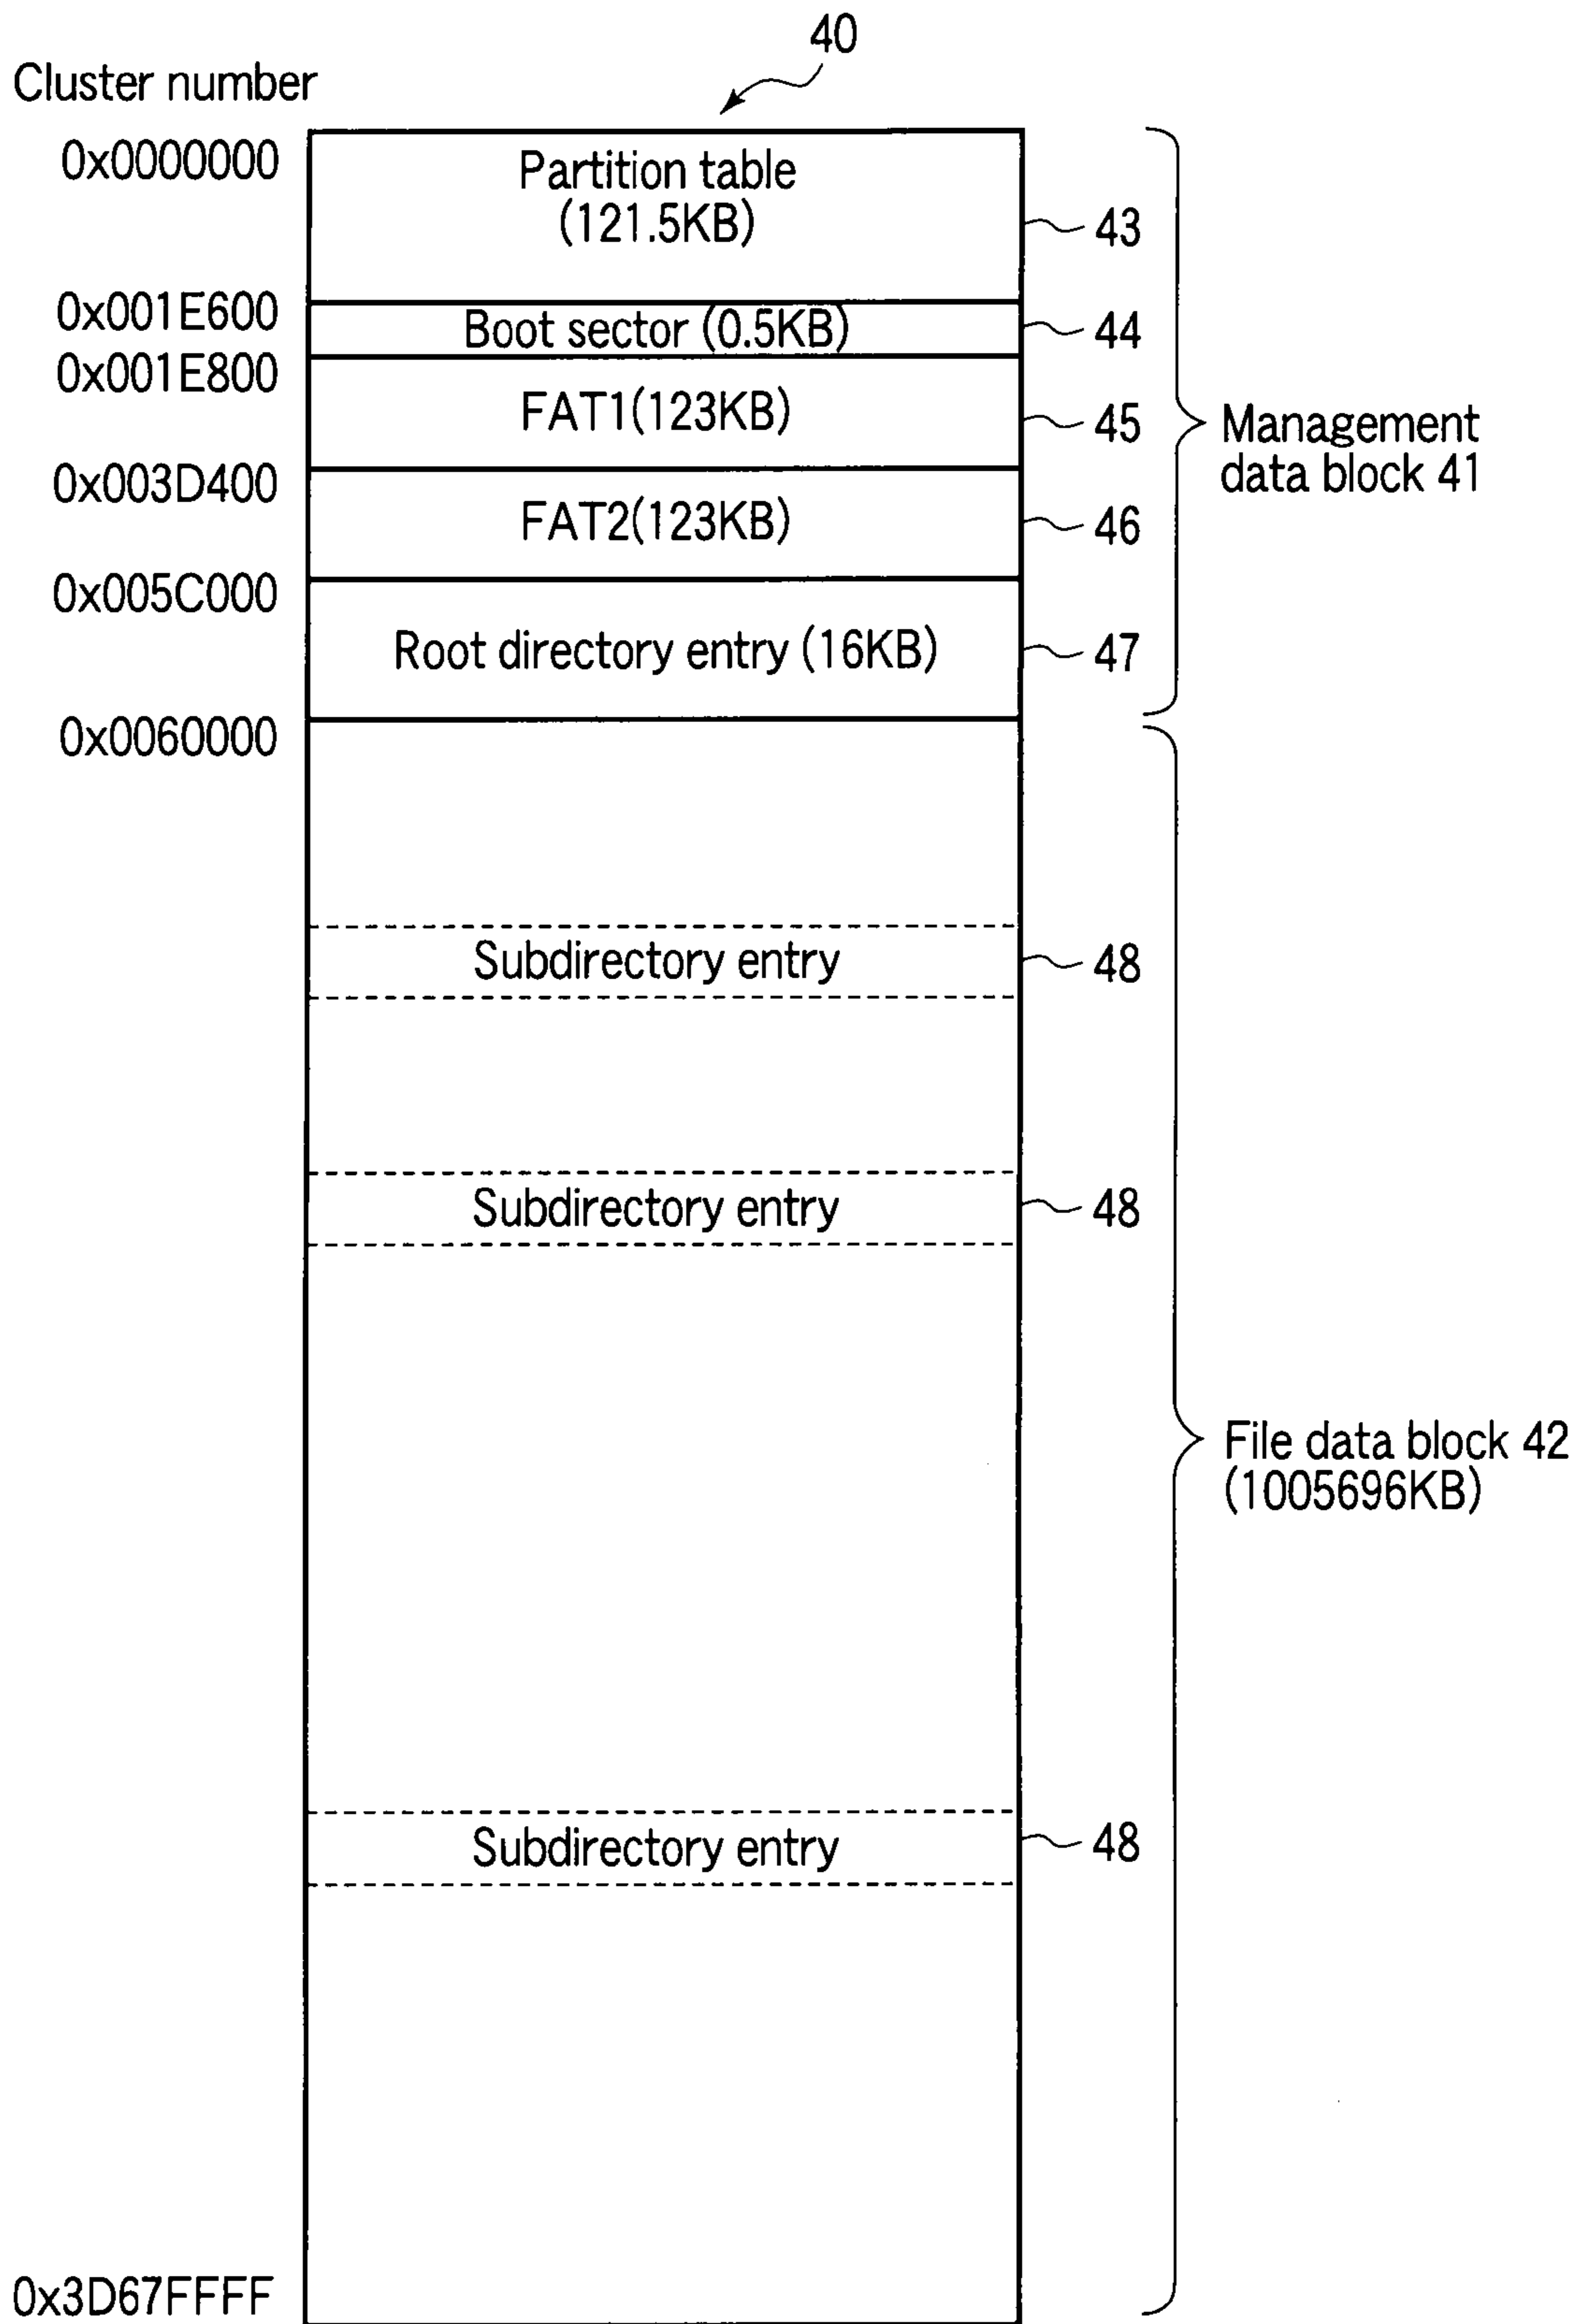 40
Cluster number
0x0000000
Partition table
(121.5KB)
43
0x001E600
Boot sector (0.5KB)
44
0x001E800
FAT1(123KB)
45
Management
data block 41
0x003D400
FAT2(123KB)
46
0x005C000
Root directory entry (16KB)
47
0x0060000
Subdirectory entry
48
Subdirectory entry
48
File data block 42
(1005696KB)
Subdirectory entry
48
0x3D67FFFF